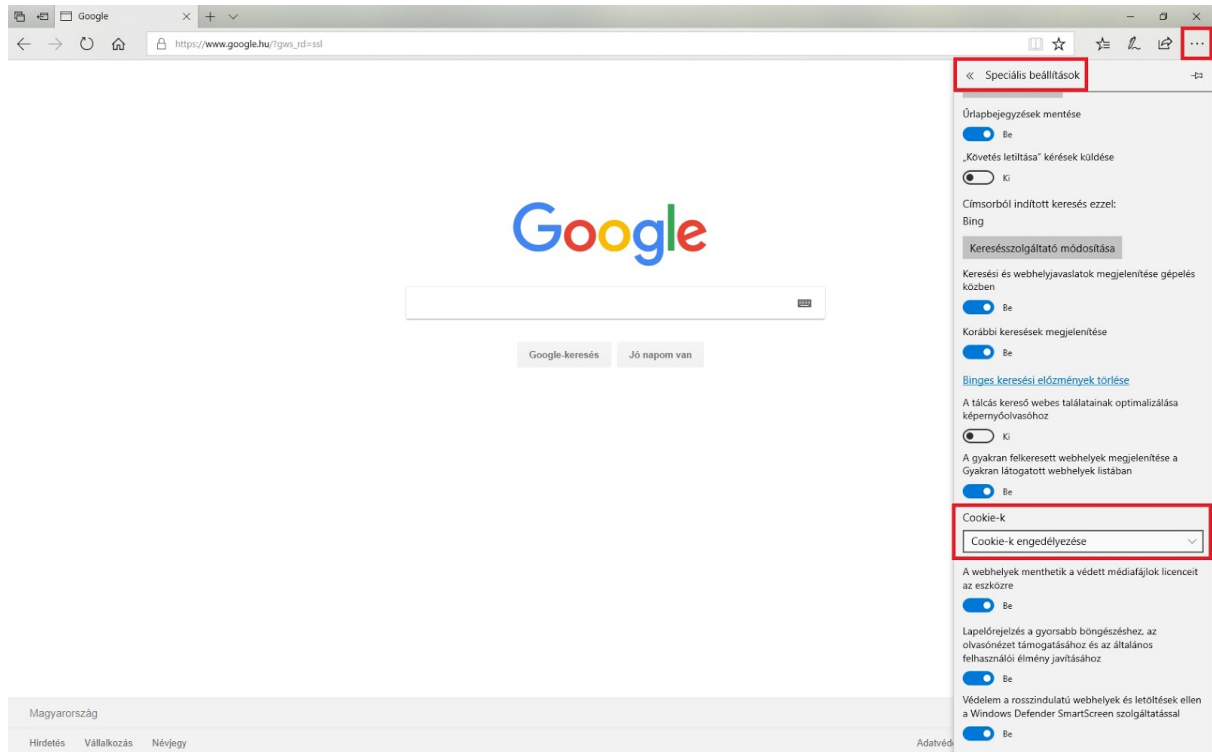 Google
https://www.google.hu/?gws_rd=ssl
Speciális beállítások
Űrlapbejegyzések mentése
Be
„Követés letiltása” kérések küldése
Ki
Címsorból indított keresés ezzel:
Bing
Keresésszolgáltató módosítása
Keresési és webhelyjavaslatok megjelenítése gépelés
közben
Be
Korábbi keresések megjelenítése
Be
Binges keresési előzmények törlése
A tálcás kereső webes találatainak optimalizálása
képernyőolvasóhoz
Ki
A gyakran felkeresett webhelyek megjelenítése a
Gyakran látogatott webhelyek listában
Be
Cookie-k
Cookie-k engedélyezése
A webhelyek menthetik a védett médiafájlok licenceit
az eszközre
Be
Lapelőrejelzés a gyorsabb böngészéshez, az
olvasónézet támogatásához és az általános
felhasználói élmény javításához
Be
Védelem a rosszindulatú webhelyek és letöltések ellen
a Windows Defender SmartScreen szolgáltatással
Be
Google
Google-keresés Jó napom van
Magyarország
Hirdetés Vállalkozás Névjegy Adatvéd